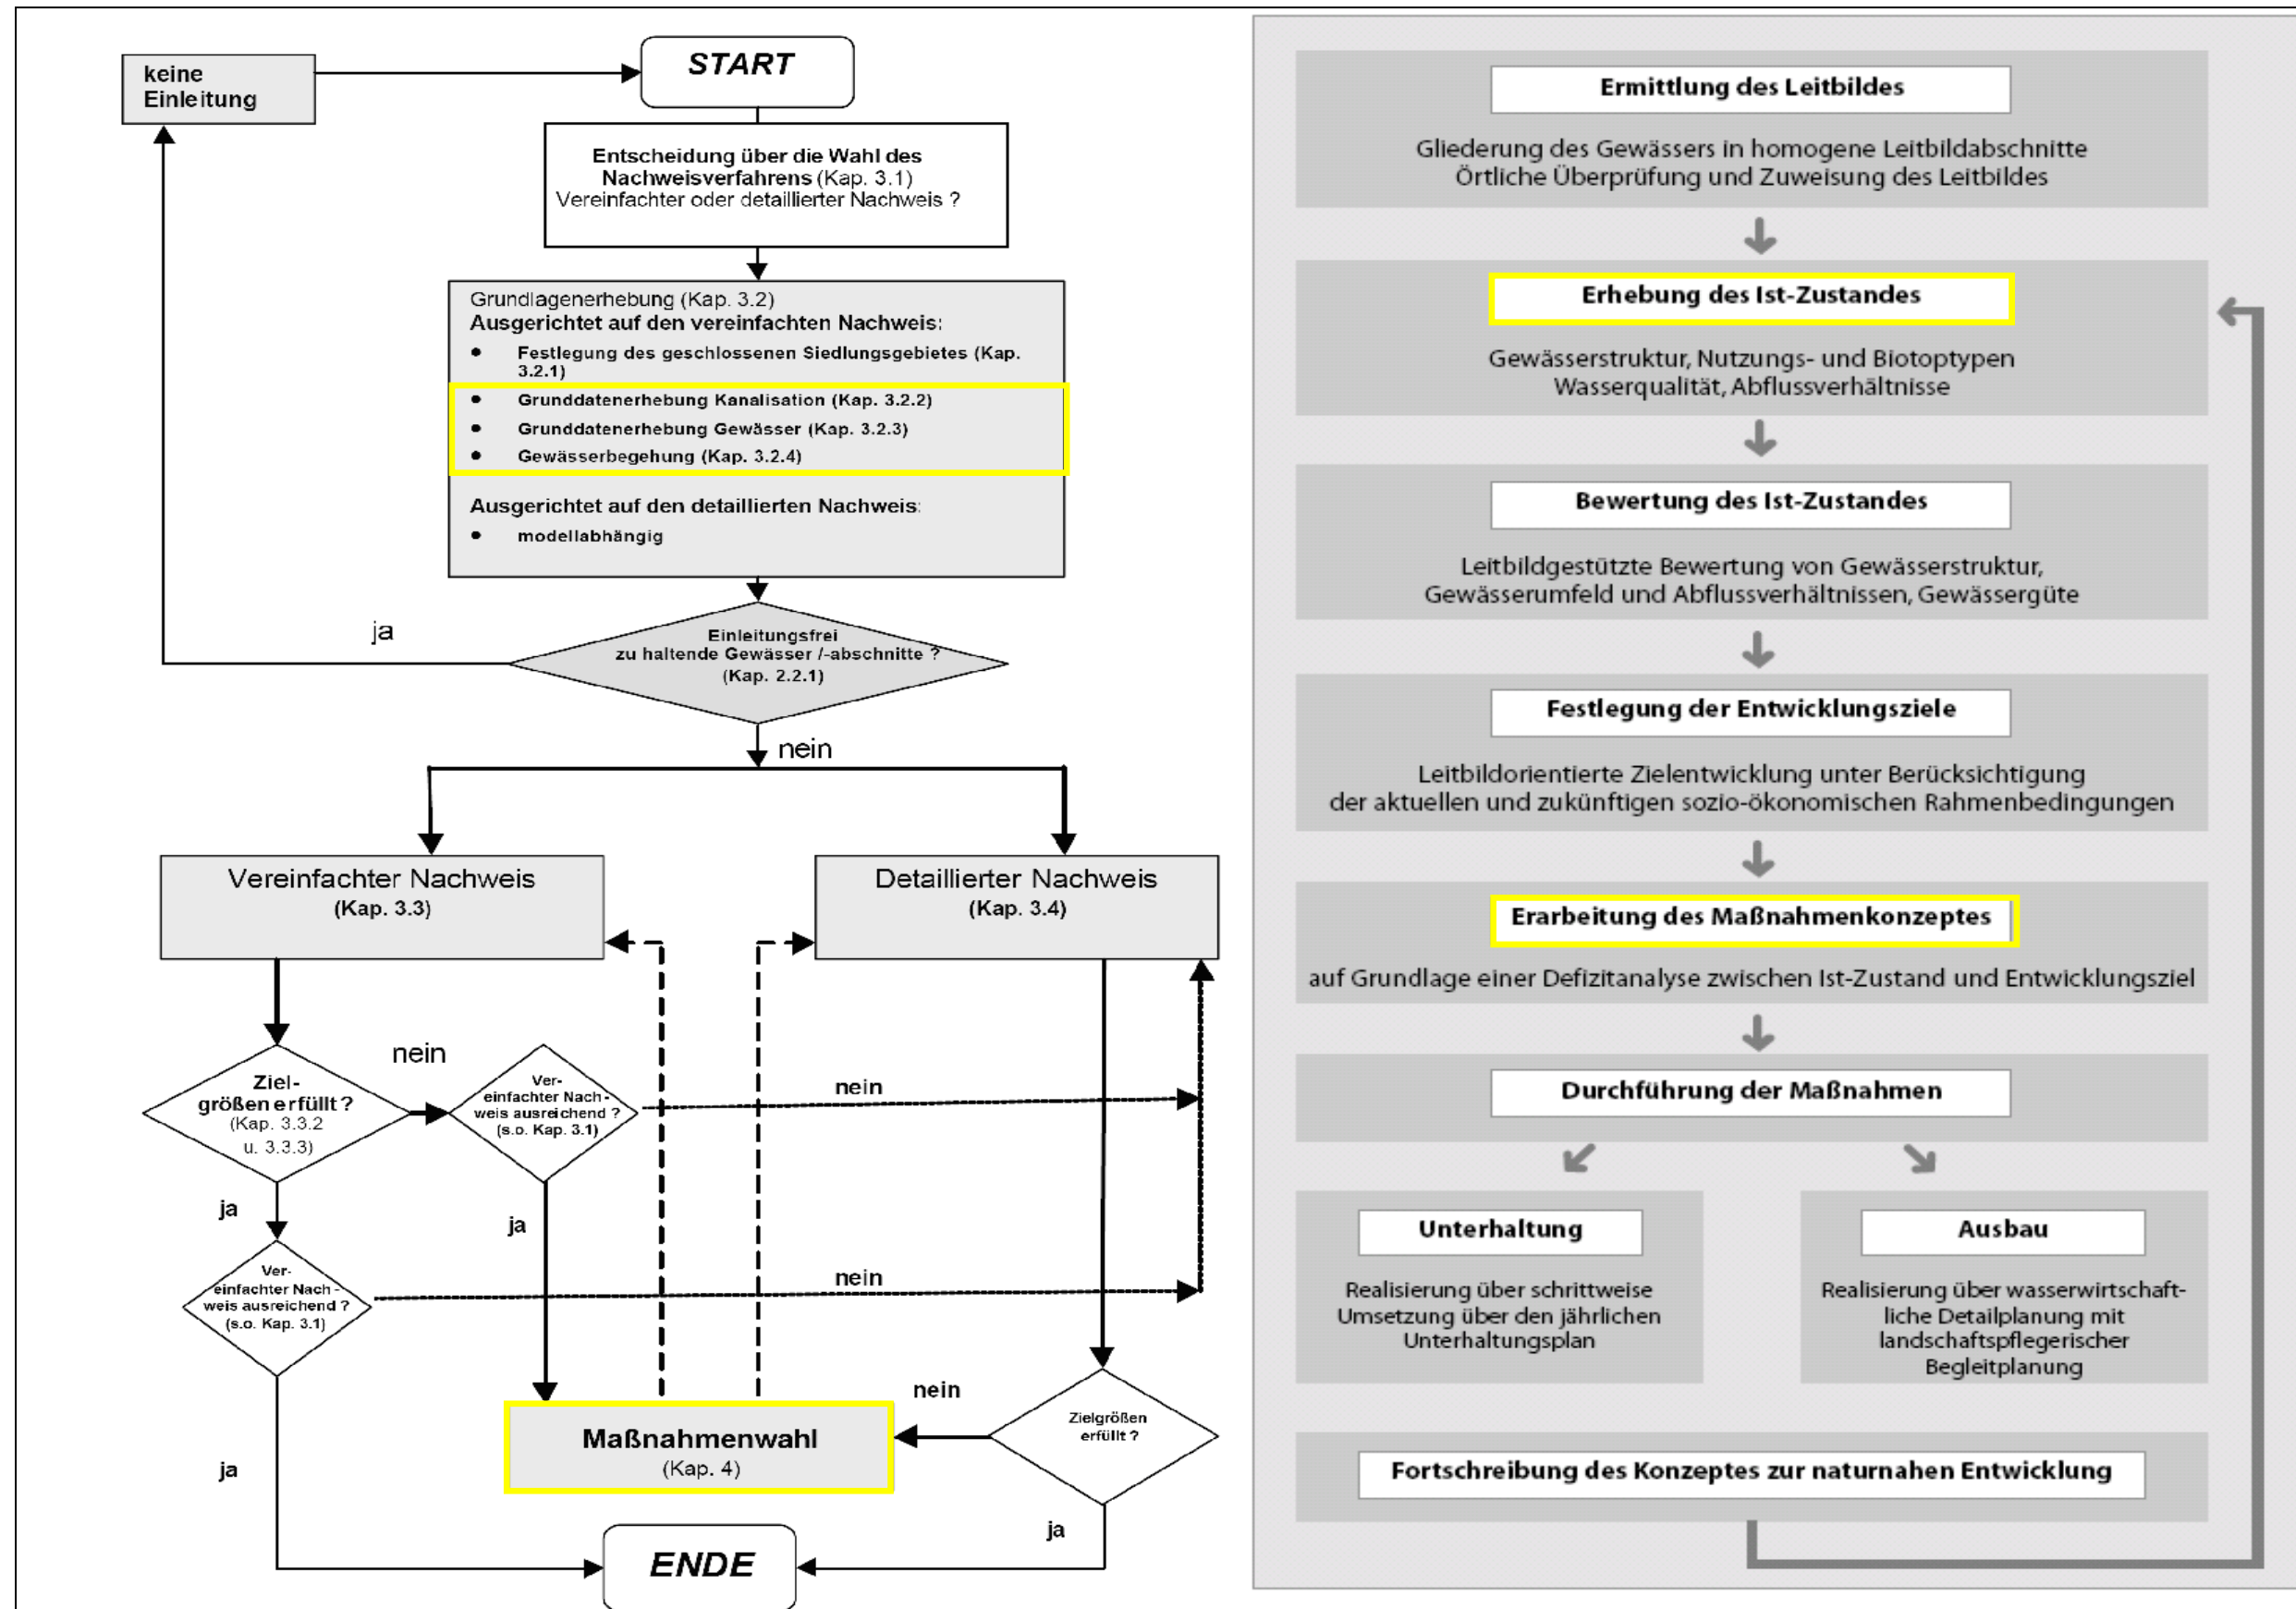 keine
Einleitung
START
Entscheidung über die Wahl des
Nachweisverfahrens (Kap. 3.1)
Vereinfachter oder detaillierter Nachweis ?
Grundlagenerhebung (Kap. 3.2)
Ausgerichtet auf den vereinfachten Nachweis:
● Festlegung des geschlossenen Siedlungsgebietes (Kap.
3.2.1)
● Grunddatenerhebung Kanalisation (Kap. 3.2.2)
● Grunddatenerhebung Gewässer (Kap. 3.2.3)
● Gewässerbegehung (Kap. 3.2.4)
Ausgerichtet auf den detaillierten Nachweis:
● modellabhängig
ja
Einleitungsfrei
zu haltende Gewässer /-abschnitte ?
(Kap. 2.2.1)
nein
Vereinfachter Nachweis
(Kap. 3.3)
Detaillierter Nachweis
(Kap. 3.4)
Ziel-
größen erfüllt ?
(Kap. 3.3.2
u. 3.3.3)
nein
Ver-
einfachter Nach-
weis ausreichend ?
(s.o. Kap. 3.1)
nein
ja
ja
Ver-
einfachter Nach-
weis ausreichend ?
(s.o. Kap. 3.1)
nein
ja
Maßnahmenwahl
(Kap. 4)
nein
Zielgrößen
erfüllt ?
ja
ENDE
Ermittlung des Leitbildes
Gliederung des Gewässers in homogene Leitbildabschnitte
Örtliche Überprüfung und Zuweisung des Leitbildes
Erhebung des Ist-Zustandes
Gewässerstruktur, Nutzungs- und Biotoptypen
Wasserqualität, Abflussverhältnisse
Bewertung des Ist-Zustandes
Leitbildgestützte Bewertung von Gewässerstruktur,
Gewässerumfeld und Abflussverhältnissen, Gewässergüte
Festlegung der Entwicklungsziele
Leitbildorientierte Zielentwicklung unter Berücksichtigung
der aktuellen und zukünftigen sozio-ökonomischen Rahmenbedingungen
Erarbeitung des Maßnahmenkonzeptes
auf Grundlage einer Defizitanalyse zwischen Ist-Zustand und Entwicklungsziel
Durchführung der Maßnahmen
Unterhaltung
Realisierung über schrittweise
Umsetzung über den jährlichen
Unterhaltungsplan
Ausbau
Realisierung über wasserwirtschaft-
liche Detailplanung mit
landschaftspflegerischer
Begleitplanung
Fortschreibung des Konzeptes zur naturnahen Entwicklung